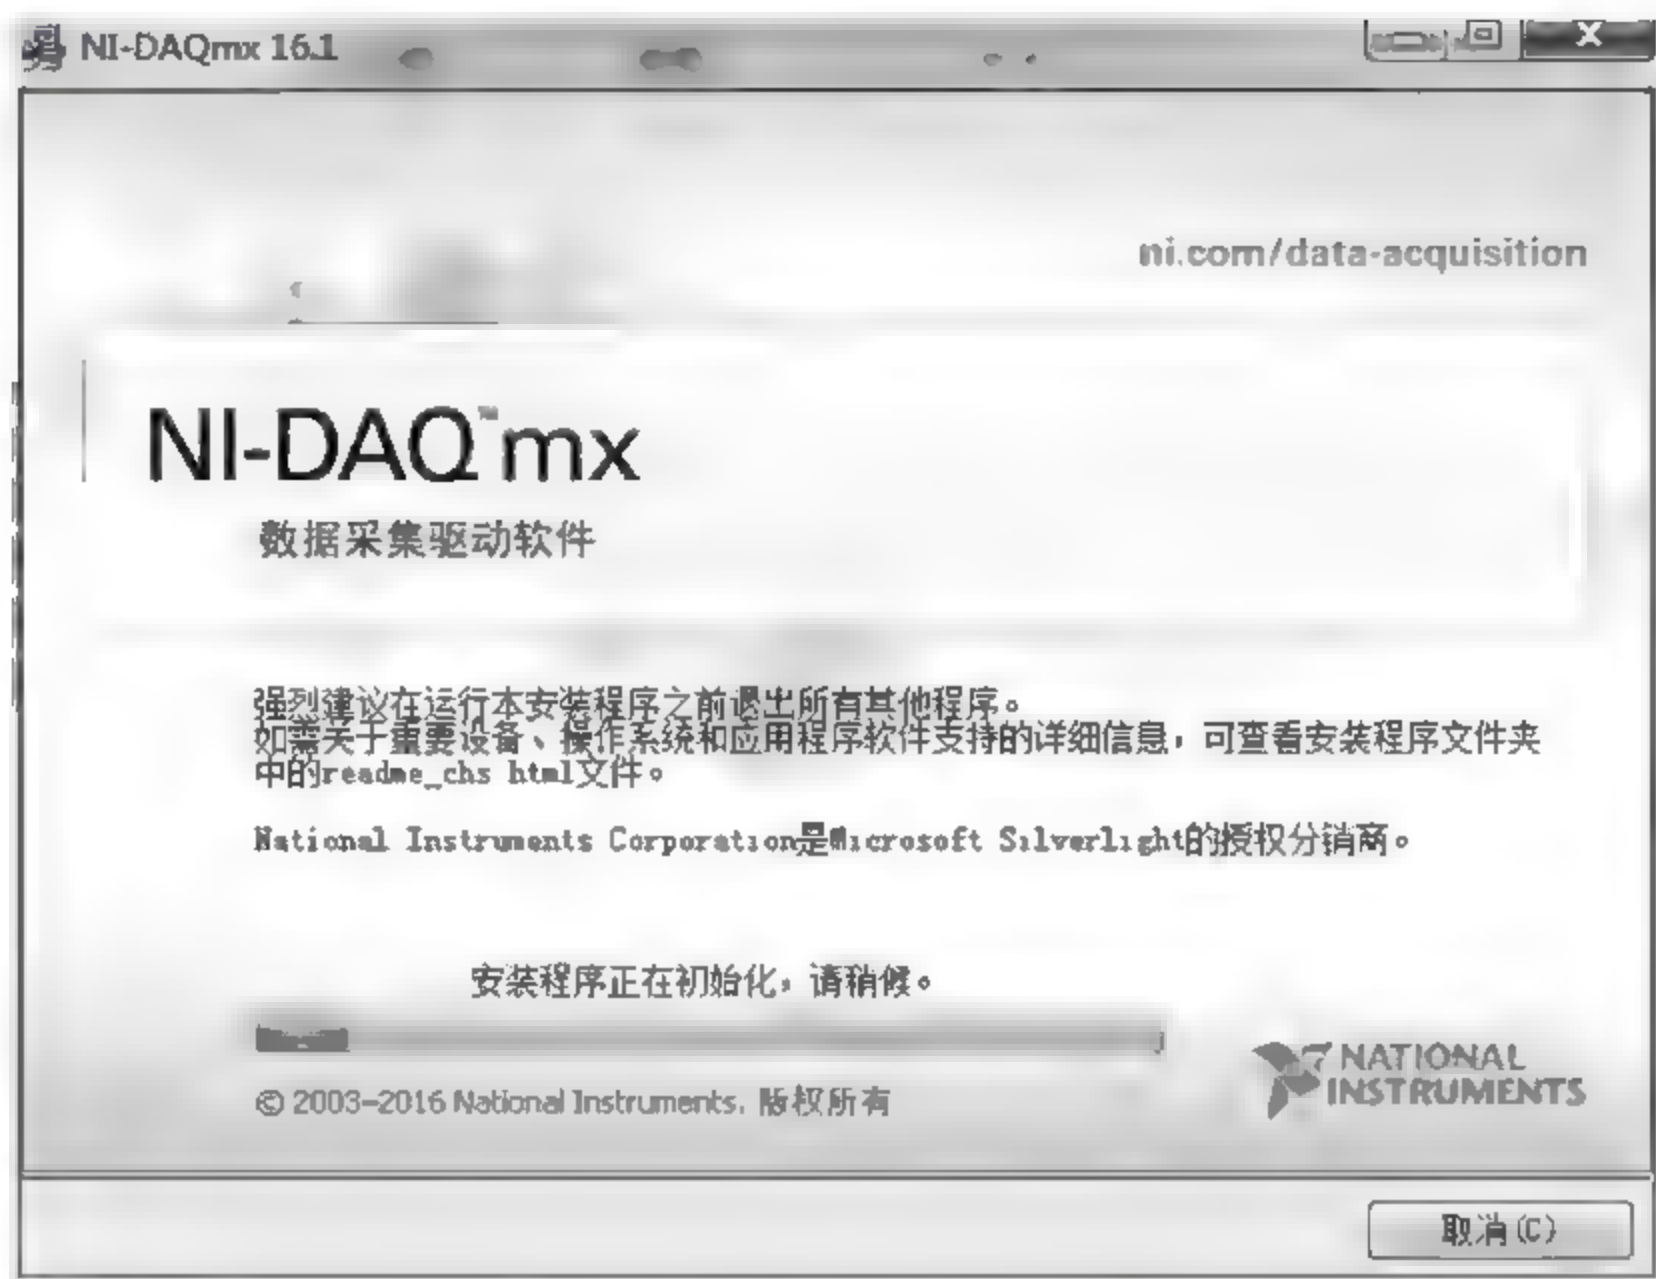 NI-DAQmx 16.1
ni.com/data-acquisition
NI-DAQ™mx
数据采集驱动软件
强烈建议在运行本安装程序之前退出所有其他程序。
如需关于重要设备、操作系统和应用程序软件支持的详细信息，可查看安装程序文件夹
中的readme_chs html文件。
National Instruments Corporation是Microsoft Silverlight的授权分销商。
安装程序正在初始化，请稍候。
© 2003–2016 National Instruments. 版权所有
NATIONAL
INSTRUMENTS
取消(C)